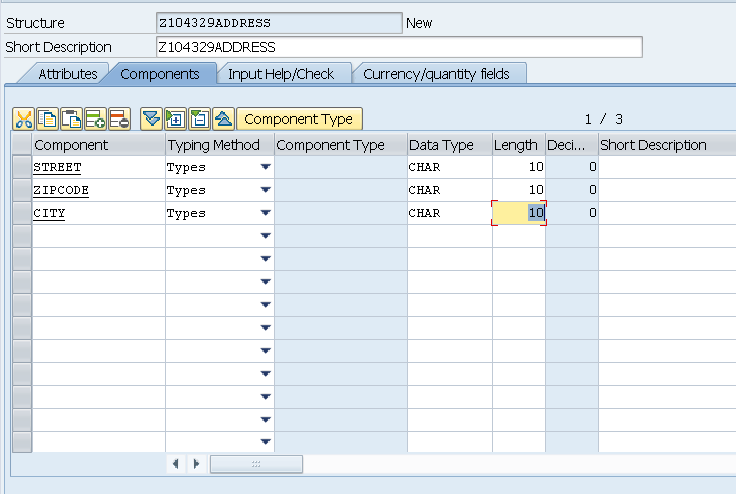 Structure Z104329ADDRESS New
Short Description Z104329ADDRESS
Attributes Components Input Help/Check Currency/quantity fields
Component Type 1 / 3
Component Typing Method Component Type Data Type Length Deci... Short Description
STREET Types CHAR 10 0
ZIPCODE Types CHAR 10 0
CITY Types CHAR 10 0